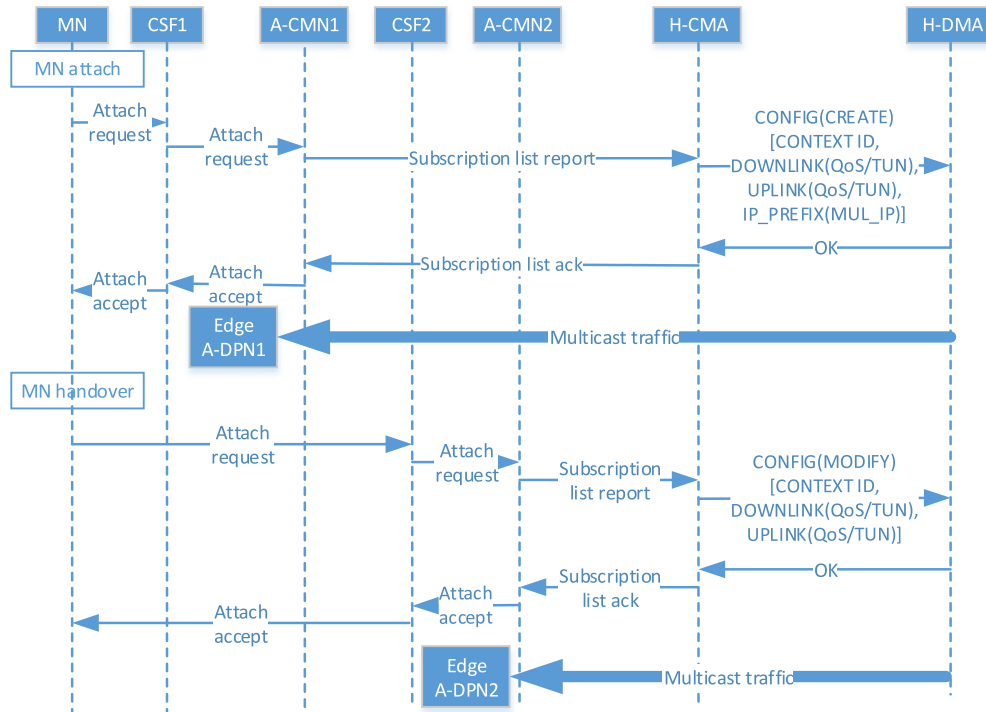 MN
CSF1
A-CMN1
CSF2
A-CMN2
H-CMA
H-DMA
MN attach
Attach
request
Attach
request
Subscription list report
CONFIG(CREATE)
[CONTEXT ID,
DOWNLINK(QoS/TUN),
UPLINK(QoS/TUN),
IP_PREFIX(MUL_IP)]
OK
Subscription list ack
Attach
accept
Attach
accept
Edge
A-DPN1
Multicast traffic
MN handover
Attach
request
Attach
request
Subscription
list report
CONFIG(MODIFY)
[CONTEXT ID,
DOWNLINK(QoS/TUN),
UPLINK(QoS/TUN)]
OK
Subscription
list ack
Attach
accept
Attach
accept
Edge
A-DPN2
Multicast traffic